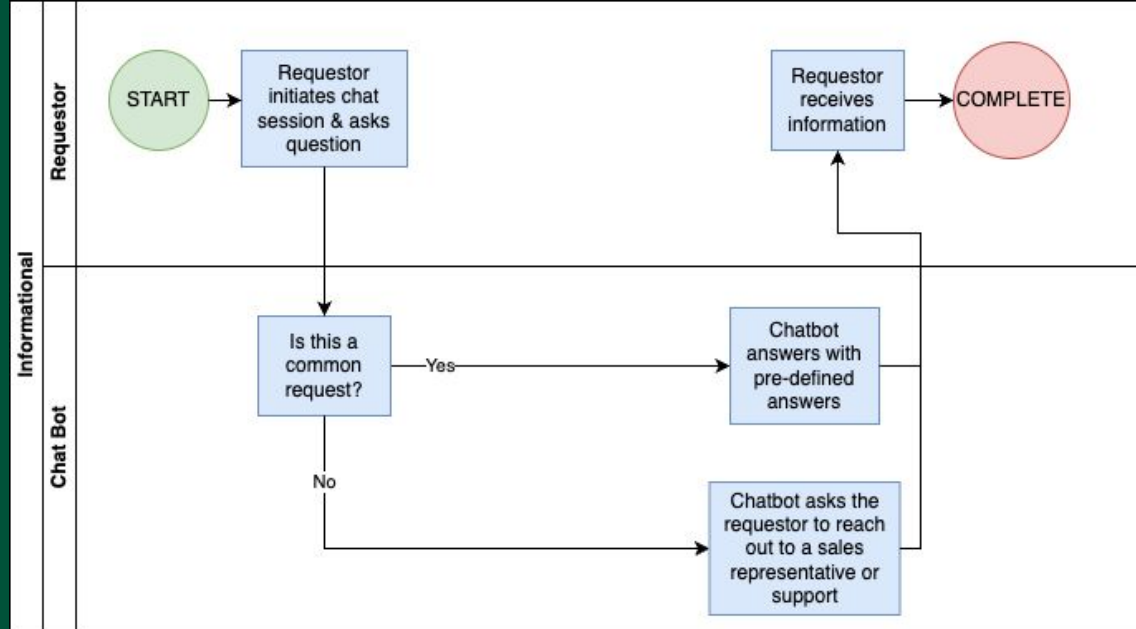 Informational
Requestor
START
Requestor
initiates chat
session & asks
question
Requestor
receives
information
COMPLETE
Chat Bot
Is this a
common
request?
Yes
Chatbot
answers with
pre-defined
answers
No
Chatbot asks the
requestor to reach
out to a sales
representative or
support